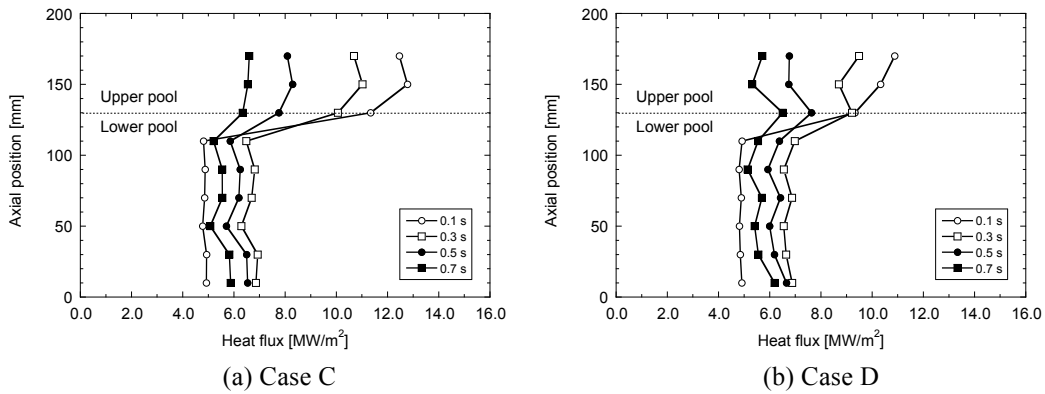 200
150
100
50
0
Axial position [mm]
Upper pool
Lower pool
0.1 s
0.3 s
0.5 s
0.7 s
0.0 2.0 4.0 6.0 8.0 10.0 12.0 14.0 16.0
Heat flux [MW/m²]
(a) Case C
200
150
100
50
0
Axial position [mm]
Upper pool
Lower pool
0.1 s
0.3 s
0.5 s
0.7 s
0.0 2.0 4.0 6.0 8.0 10.0 12.0 14.0 16.0
Heat flux [MW/m²]
(b) Case D